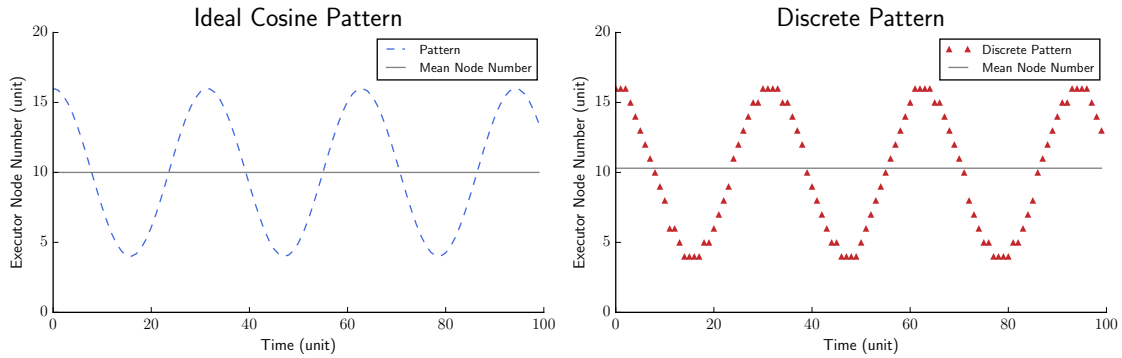 Ideal Cosine Pattern
Executor Node Number (unit)
20
15
10
5
0
Pattern
Mean Node Number
0 20 40 60 80 100
Time (unit)
Discrete Pattern
Executor Node Number (unit)
20
15
10
5
0
Discrete Pattern
Mean Node Number
0 20 40 60 80 100
Time (unit)